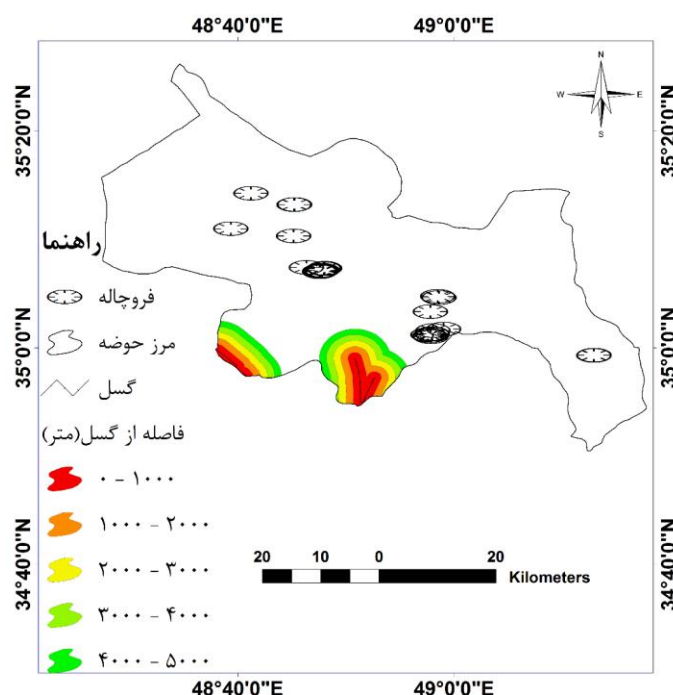 48°40'0"E 49°0'0"E
N
W E
S
35°20'0"N 35°20'0"N
راهنما
فروچاله
مرز حوضه
35°0'0"N 35°0'0"N
گسل
فاصله از گسل(متر)
۰ - ۱۰۰۰
۱۰۰۰ - ۲۰۰۰
۲۰۰۰ - ۳۰۰۰
20 10 0 20
Kilometers
34°40'0"N 34°40'0"N
۳۰۰۰ - ۴۰۰۰
۴۰۰۰ - ۵۰۰۰
48°40'0"E 49°0'0"E